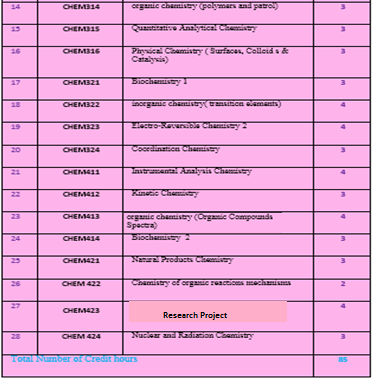 14 CHEM314 organic chemistry (polymers and patrol) 3
15 CHEM315 Quantitative Analytical Chemistry 3
16 CHEM316 Physical Chemistry ( Surfaces, Colloid s &
Catalysis) 3
17 CHEM321 Biochemistry 1 3
18 CHEM322 inorganic chemistry( transition elements) 4
19 CHEM323 Electro-Reversible Chemistry 2 4
20 CHEM324 Coordination Chemistry 3
21 CHEM411 Instrumental Analysis Chemistry 4
22 CHEM412 Kinetic Chemistry 3
23 CHEM413 organic chemistry (Organic Compounds
Spectra) 4
24 CHEM414 Biochemistry 2 3
25 CHEM421 Natural Products Chemistry 3
26 CHEM 422 Chemistry of organic reactions mechanisms 2
27 CHEM423 Research Project 4
28 CHEM 424 Nuclear and Radiation Chemistry 3
Total Number of Credit hours 85